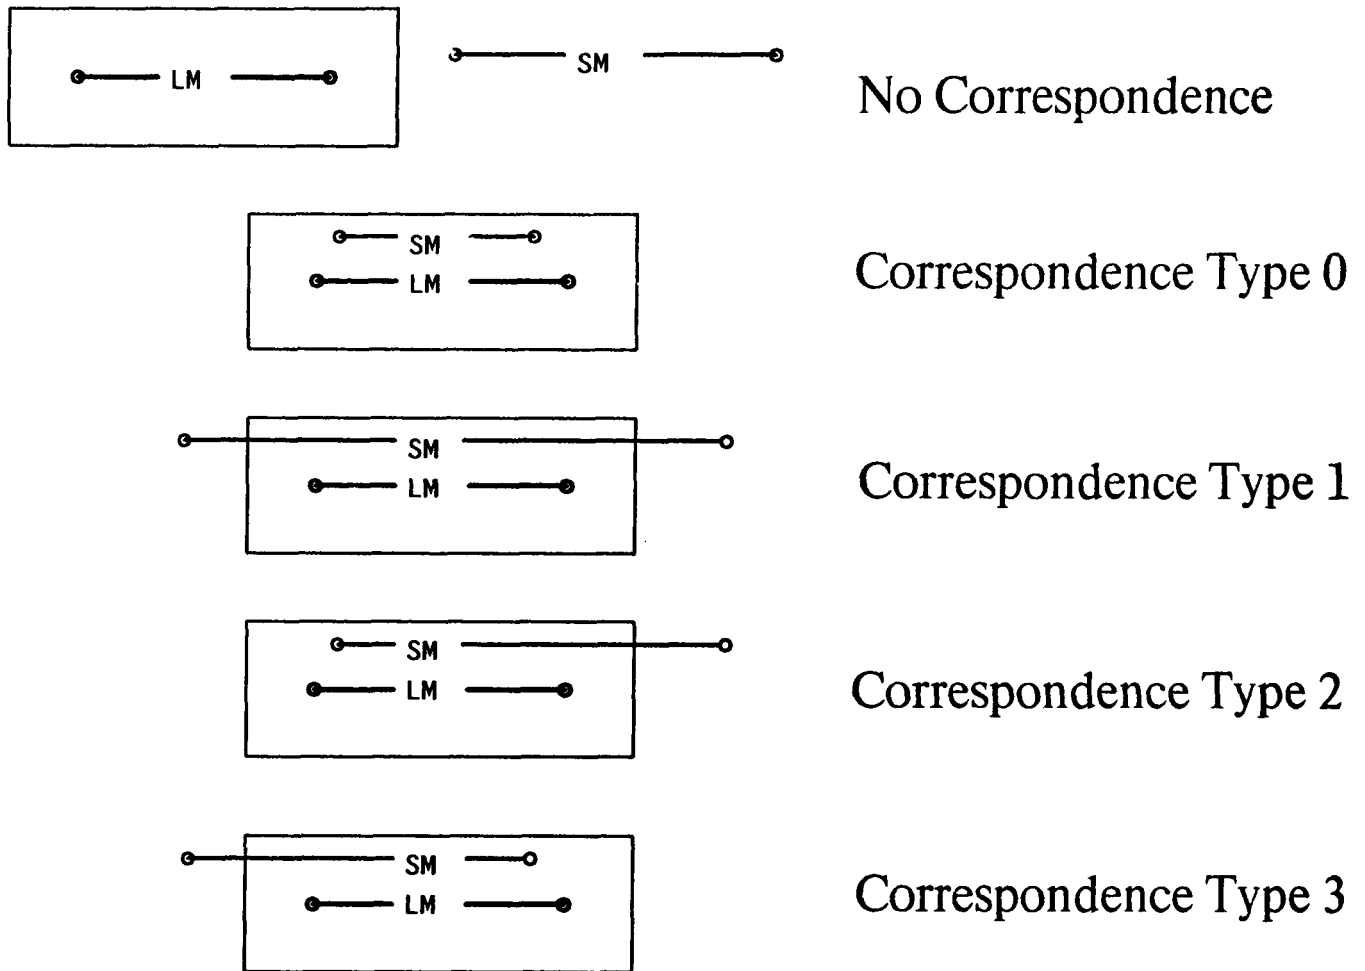 LM SM No Correspondence
SM
LM Correspondence Type 0
SM
LM Correspondence Type 1
SM
LM Correspondence Type 2
SM
LM Correspondence Type 3